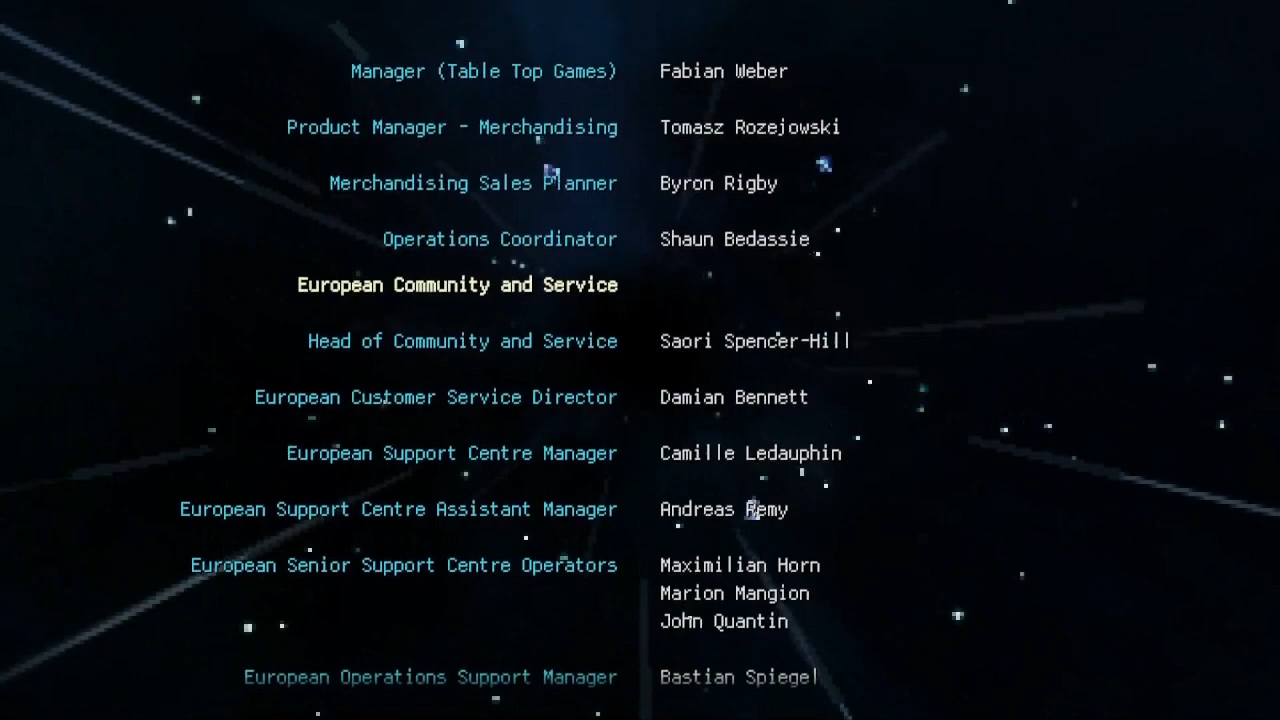 Manager (Table Top Games) Fabian Weber
Product Manager - Merchandising Tomasz Rozejowski
Merchandising Sales Planner Byron Rigby
Operations Coordinator Shaun Bedassie
European Community and Service
Head of Community and Service Saori Spencer-Hill
European Customer Service Director Damian Bennett
European Support Centre Manager Camille Ledauphin
European Support Centre Assistant Manager Andreas Remy
European Senior Support Centre Operators Maximilian Horn
Marion Mangion
John Quantin
European Operations Support Manager Bastian Spiegel